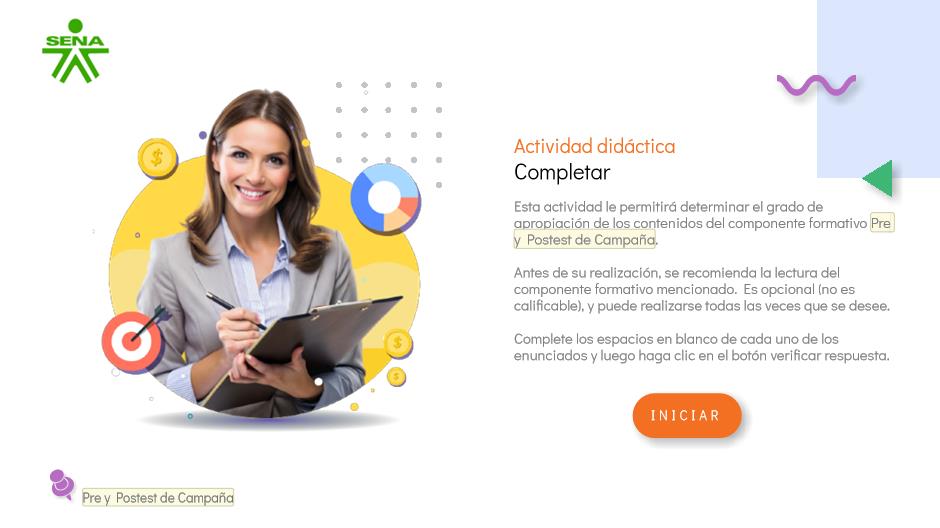 SENA
Actividad didáctica
Completar
Esta actividad le permitirá determinar el grado de
apropiación de los contenidos del componente formativo Pre
y Postest de Campaña.
Antes de su realización, se recomienda la lectura del
componente formativo mencionado. Es opcional (no es
calificable), y puede realizarse todas las veces que se desee.
Complete los espacios en blanco de cada uno de los
enunciados y luego haga clic en el botón verificar respuesta.
INICIAR
Pre y Postest de Campaña